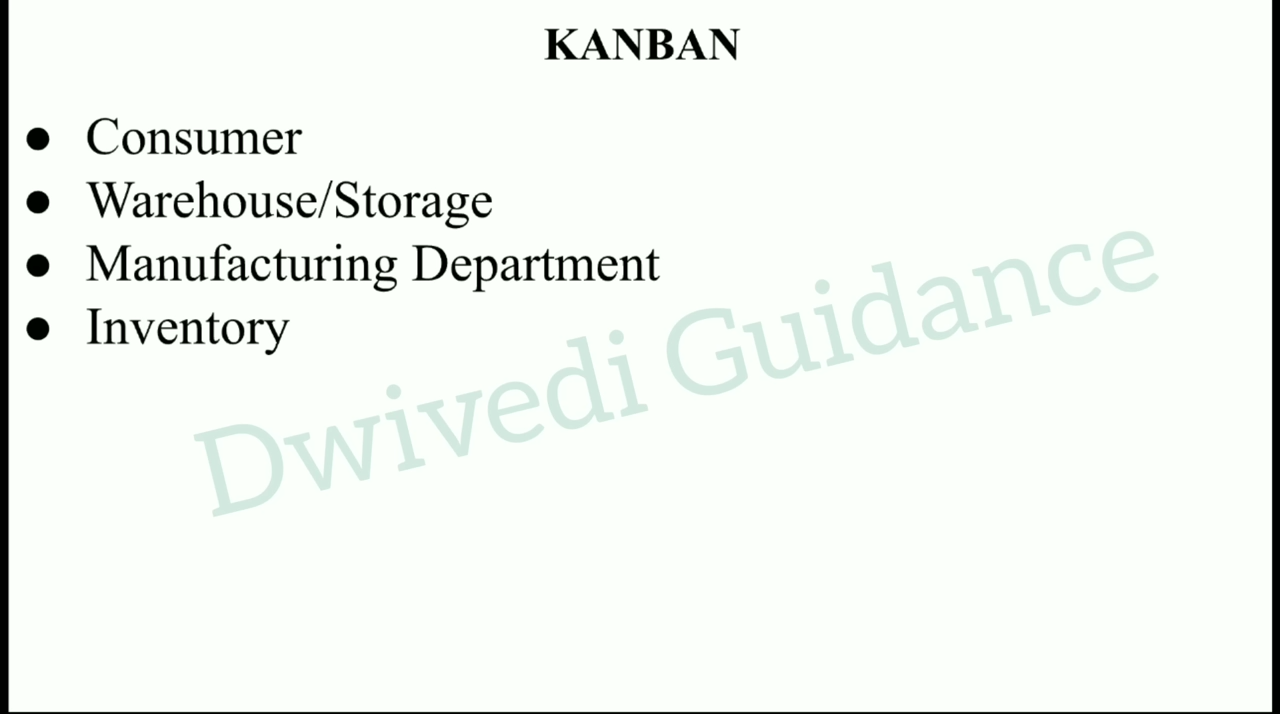 KANBAN
● Consumer
● Warehouse/Storage
● Manufacturing Department
● Inventory
Dwivedi Guidance